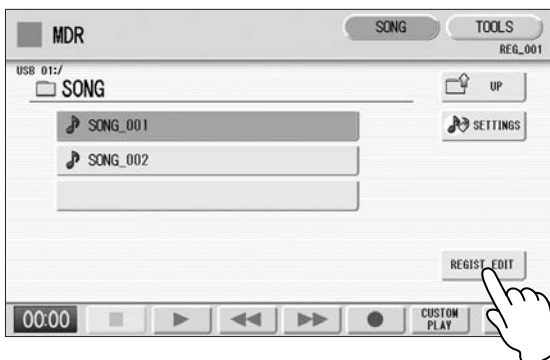 MDR
SONG
TOOLS
REG_001
USB 01:/
SONG
UP
SONG_001
SETTINGS
SONG_002
REGIST EDIT
00:00
CUSTOM
PLAY